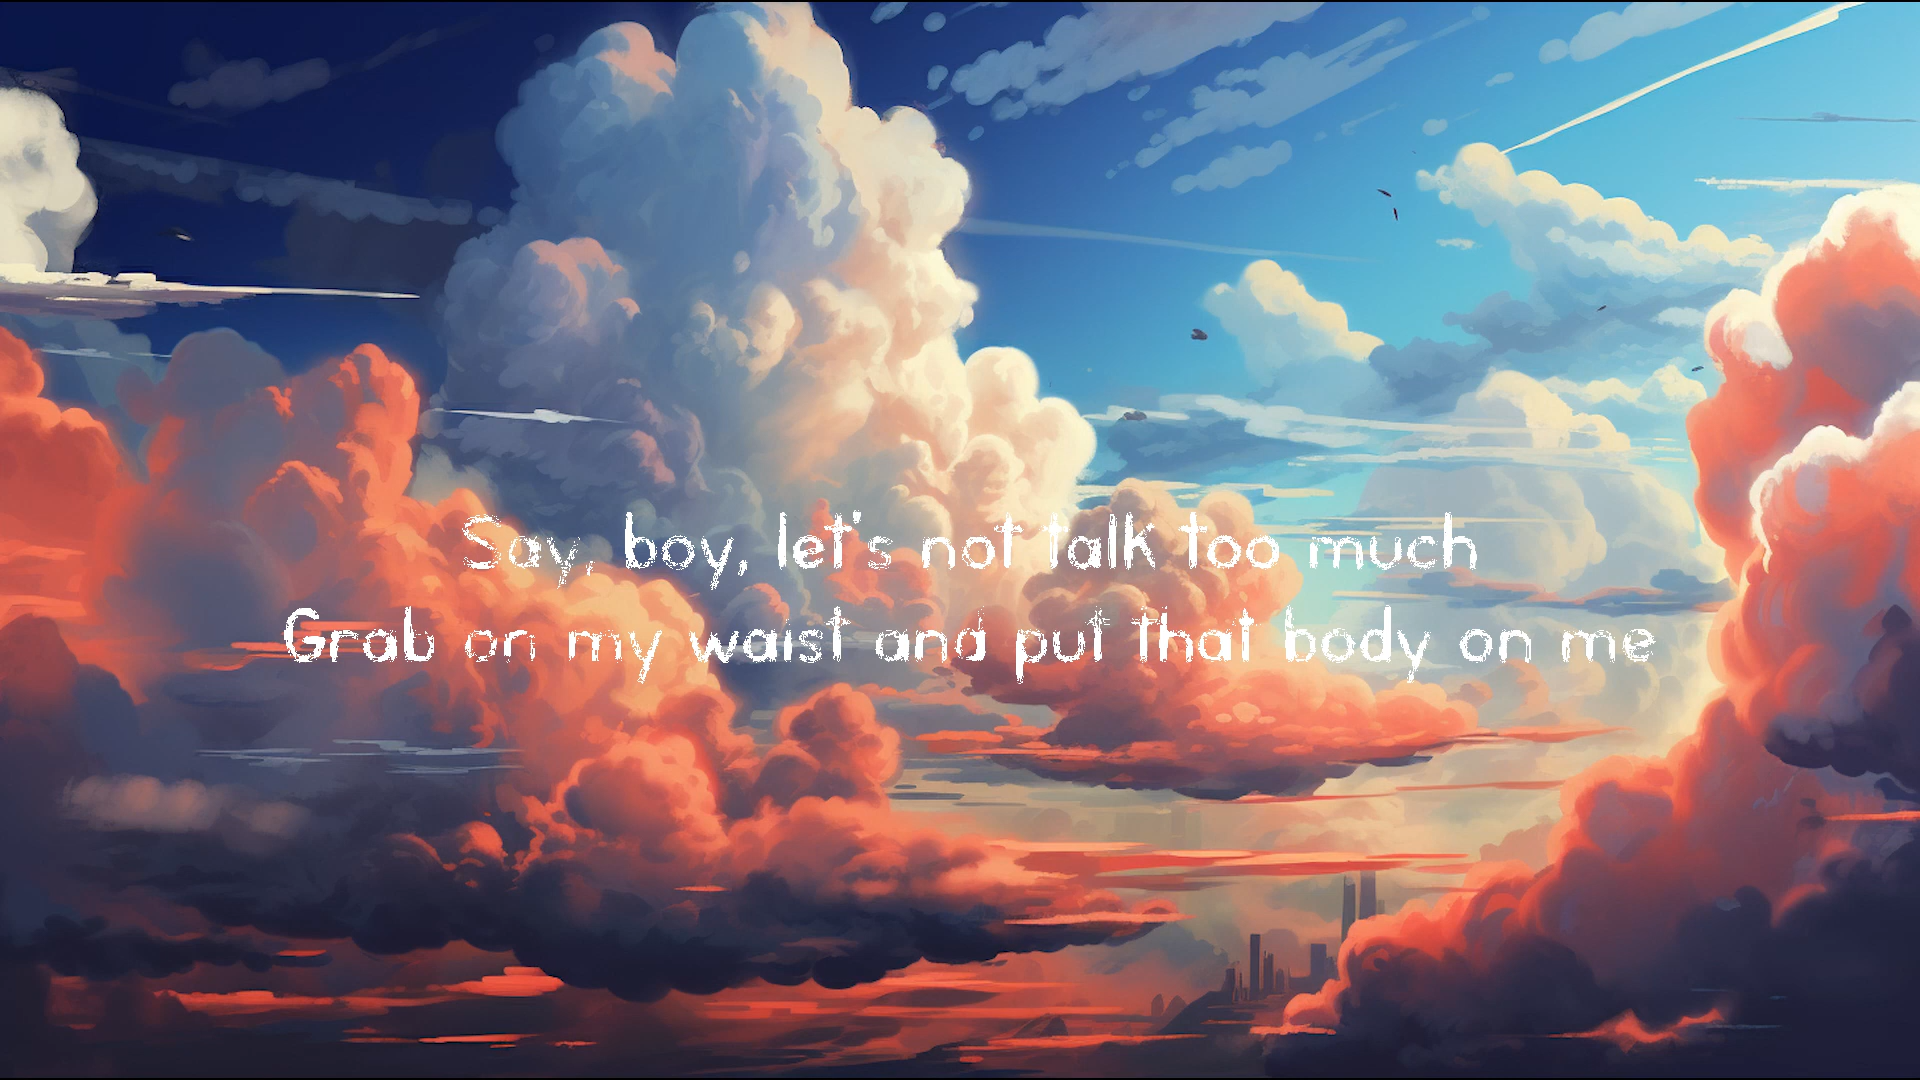 Say, boy, let's not talk too much
Grab on my waist and put that body on me